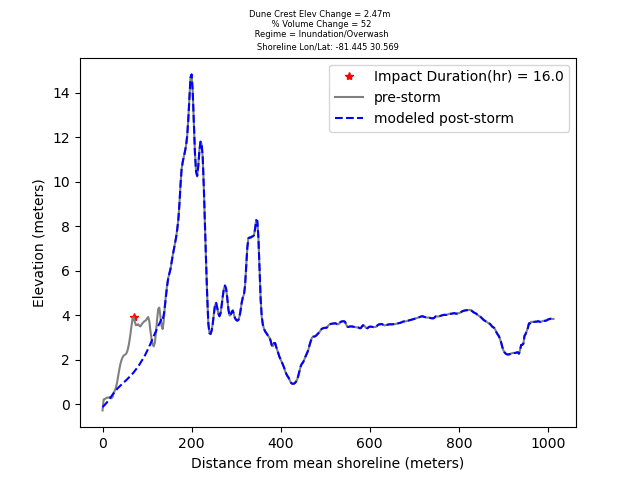 Dune Crest Elev Change = 2.47m
% Volume Change = 52
Regime = Inundation/Overwash
Shoreline Lon/Lat: -81.445 30.569
Impact Duration(hr) = 16.0
pre-storm
modeled post-storm
14
12
10
8
6
4
2
0
Elevation (meters)
0 200 400 600 800 1000
Distance from mean shoreline (meters)